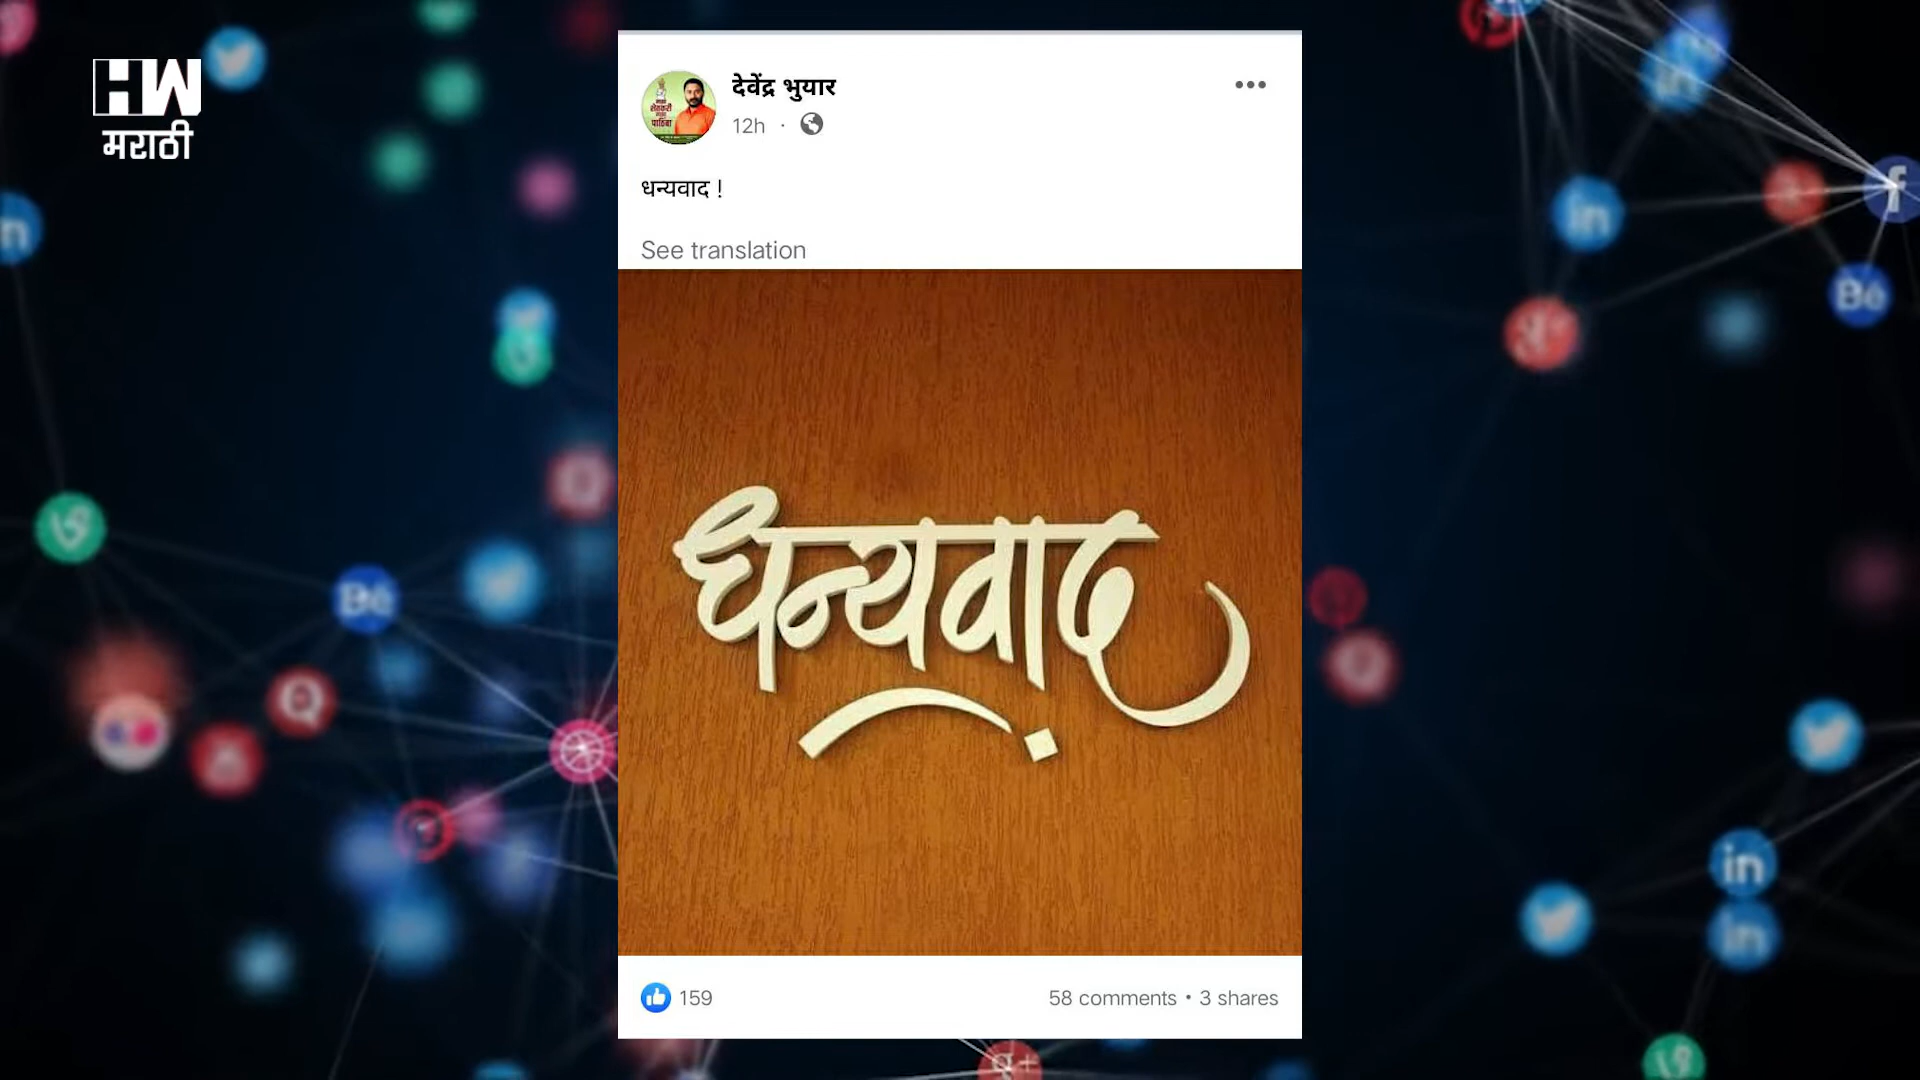 HW
मराठी
देवेंद्र भुयार
12h ·
धन्यवाद !
See translation
धन्यवाद
159
58 comments • 3 shares